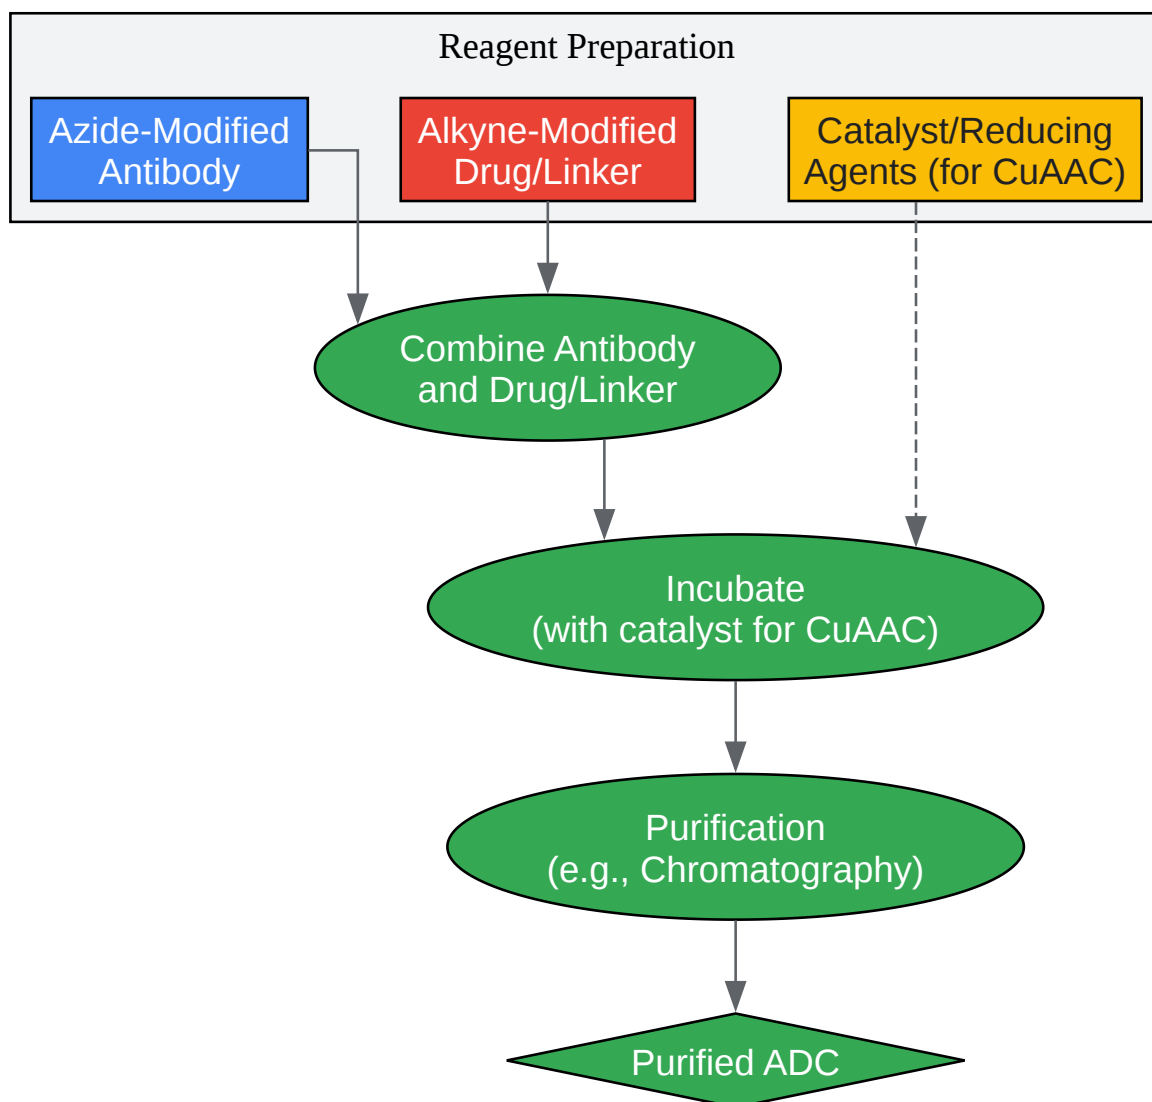 Reagent Preparation
Azide-Modified
Antibody
Alkyne-Modified
Drug/Linker
Catalyst/Reducing
Agents (for CuAAC)
Combine Antibody
and Drug/Linker
Incubate
(with catalyst for CuAAC)
Purification
(e.g., Chromatography)
Purified ADC